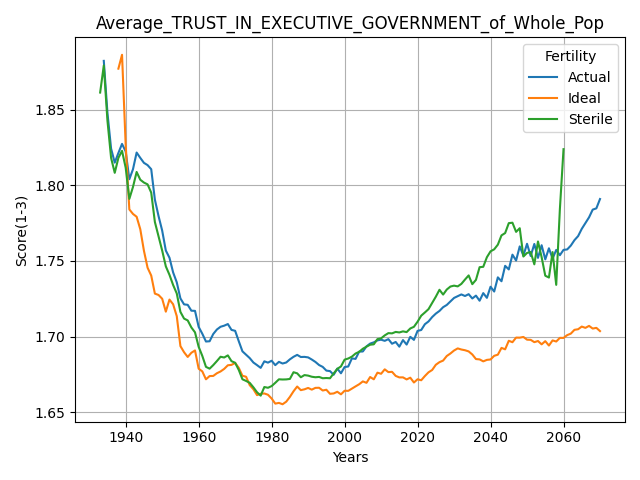 Average_TRUST_IN_EXECUTIVE_GOVERNMENT_of_Whole_Pop
Fertility
Actual
Ideal
Sterile
Score(1-3)
1.85
1.80
1.75
1.70
1.65
1940
1960
1980
2000
2020
2040
2060
Years